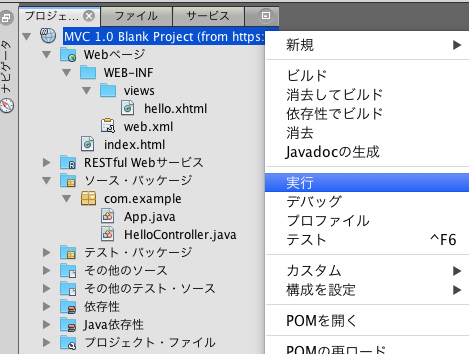 プロジェ...
ファイル
サービス
ナビゲータ
MVC 1.0 Blank Project (from https:
Webページ
WEB-INF
views
hello.xhtml
web.xml
index.html
RESTful Webサービス
ソース・パッケージ
com.example
App.java
HelloController.java
テスト・パッケージ
その他のソース
その他のテスト・ソース
依存性
Java依存性
プロジェクト・ファイル
新規
ビルド
消去してビルド
依存性でビルド
消去
Javadocの生成
実行
デバッグ
プロファイル
テスト ^F6
カスタム
構成を設定
POMを開く
POMの再ロード